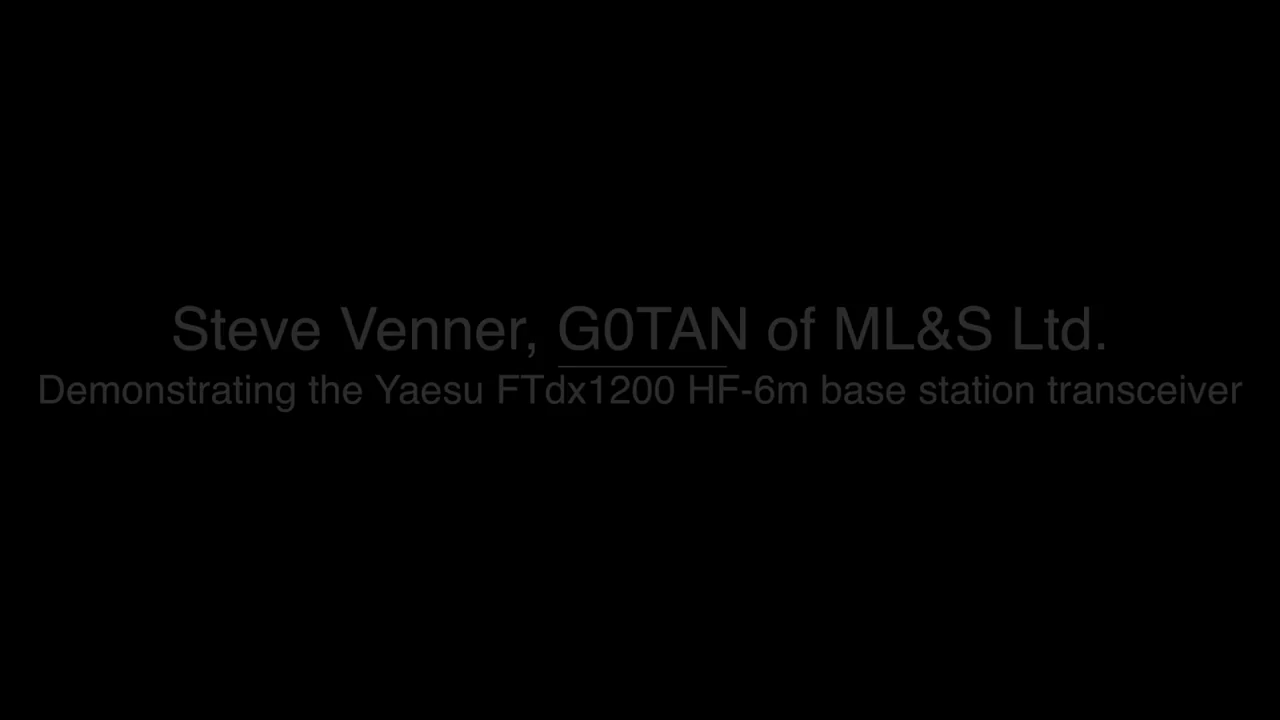 Steve Venner, G0TAN of ML&S Ltd.
Demonstrating the Yaesu FTdx1200 HF-6m base station transceiver